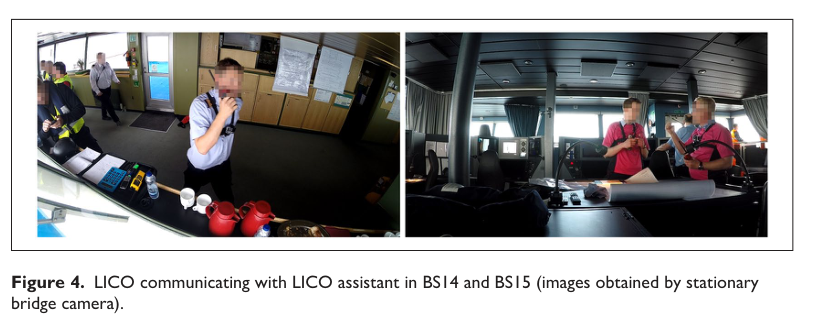 Figure 4. LICO communicating with LICO assistant in BS14 and BS15 (images obtained by stationary
bridge camera).